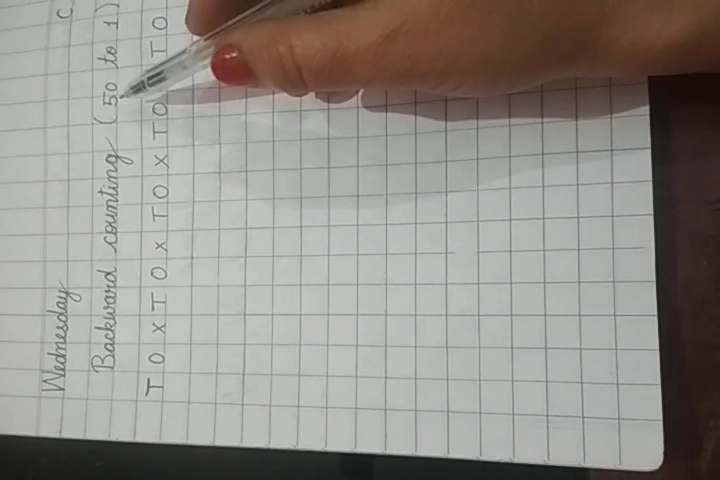 Wednesday C
Backward counting (50 to 1)
T O X T O X T O X T O T O